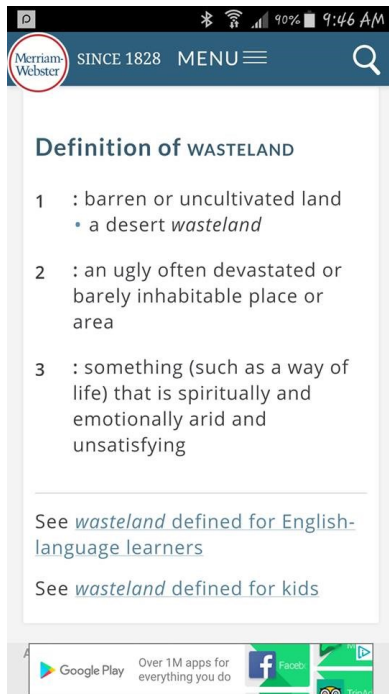 90% 9:46 AM
Merriam-
Webster
SINCE 1828 MENU
Definition of WASTELAND
1 : barren or uncultivated land
• a desert wasteland
2 : an ugly often devastated or
barely inhabitable place or
area
3 : something (such as a way of
life) that is spiritually and
emotionally arid and
unsatisfying
See wasteland defined for English-
language learners
See wasteland defined for kids
Google Play
Over 1M apps for
everything you do